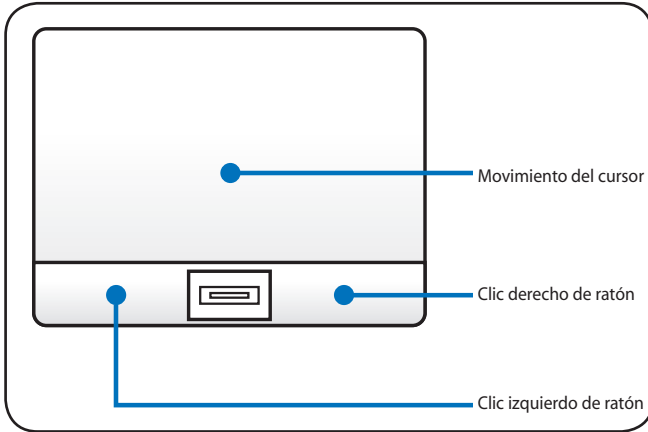 Movimiento del cursor
Clic derecho de ratón
Clic izquierdo de ratón